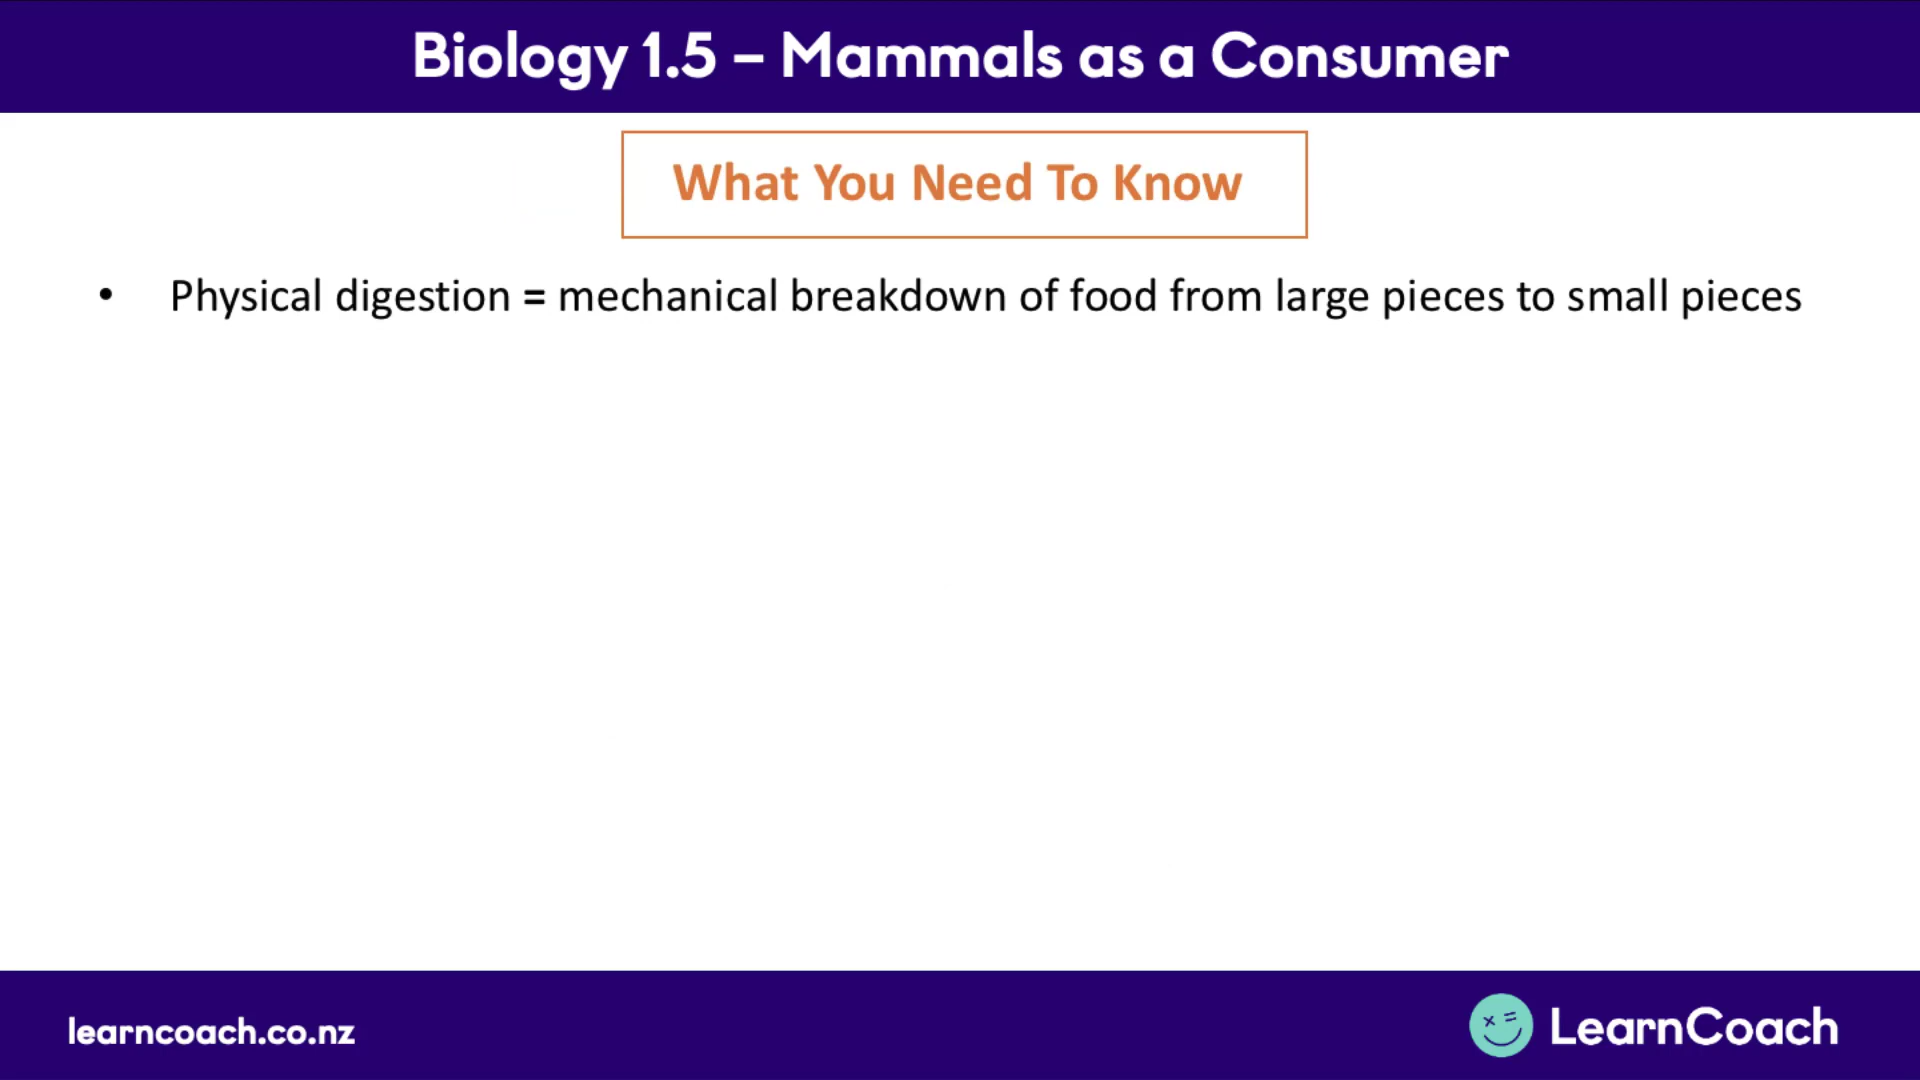 Biology 1.5 – Mammals as a Consumer
What You Need To Know
• Physical digestion = mechanical breakdown of food from large pieces to small pieces
learncoach.co.nz
LearnCoach